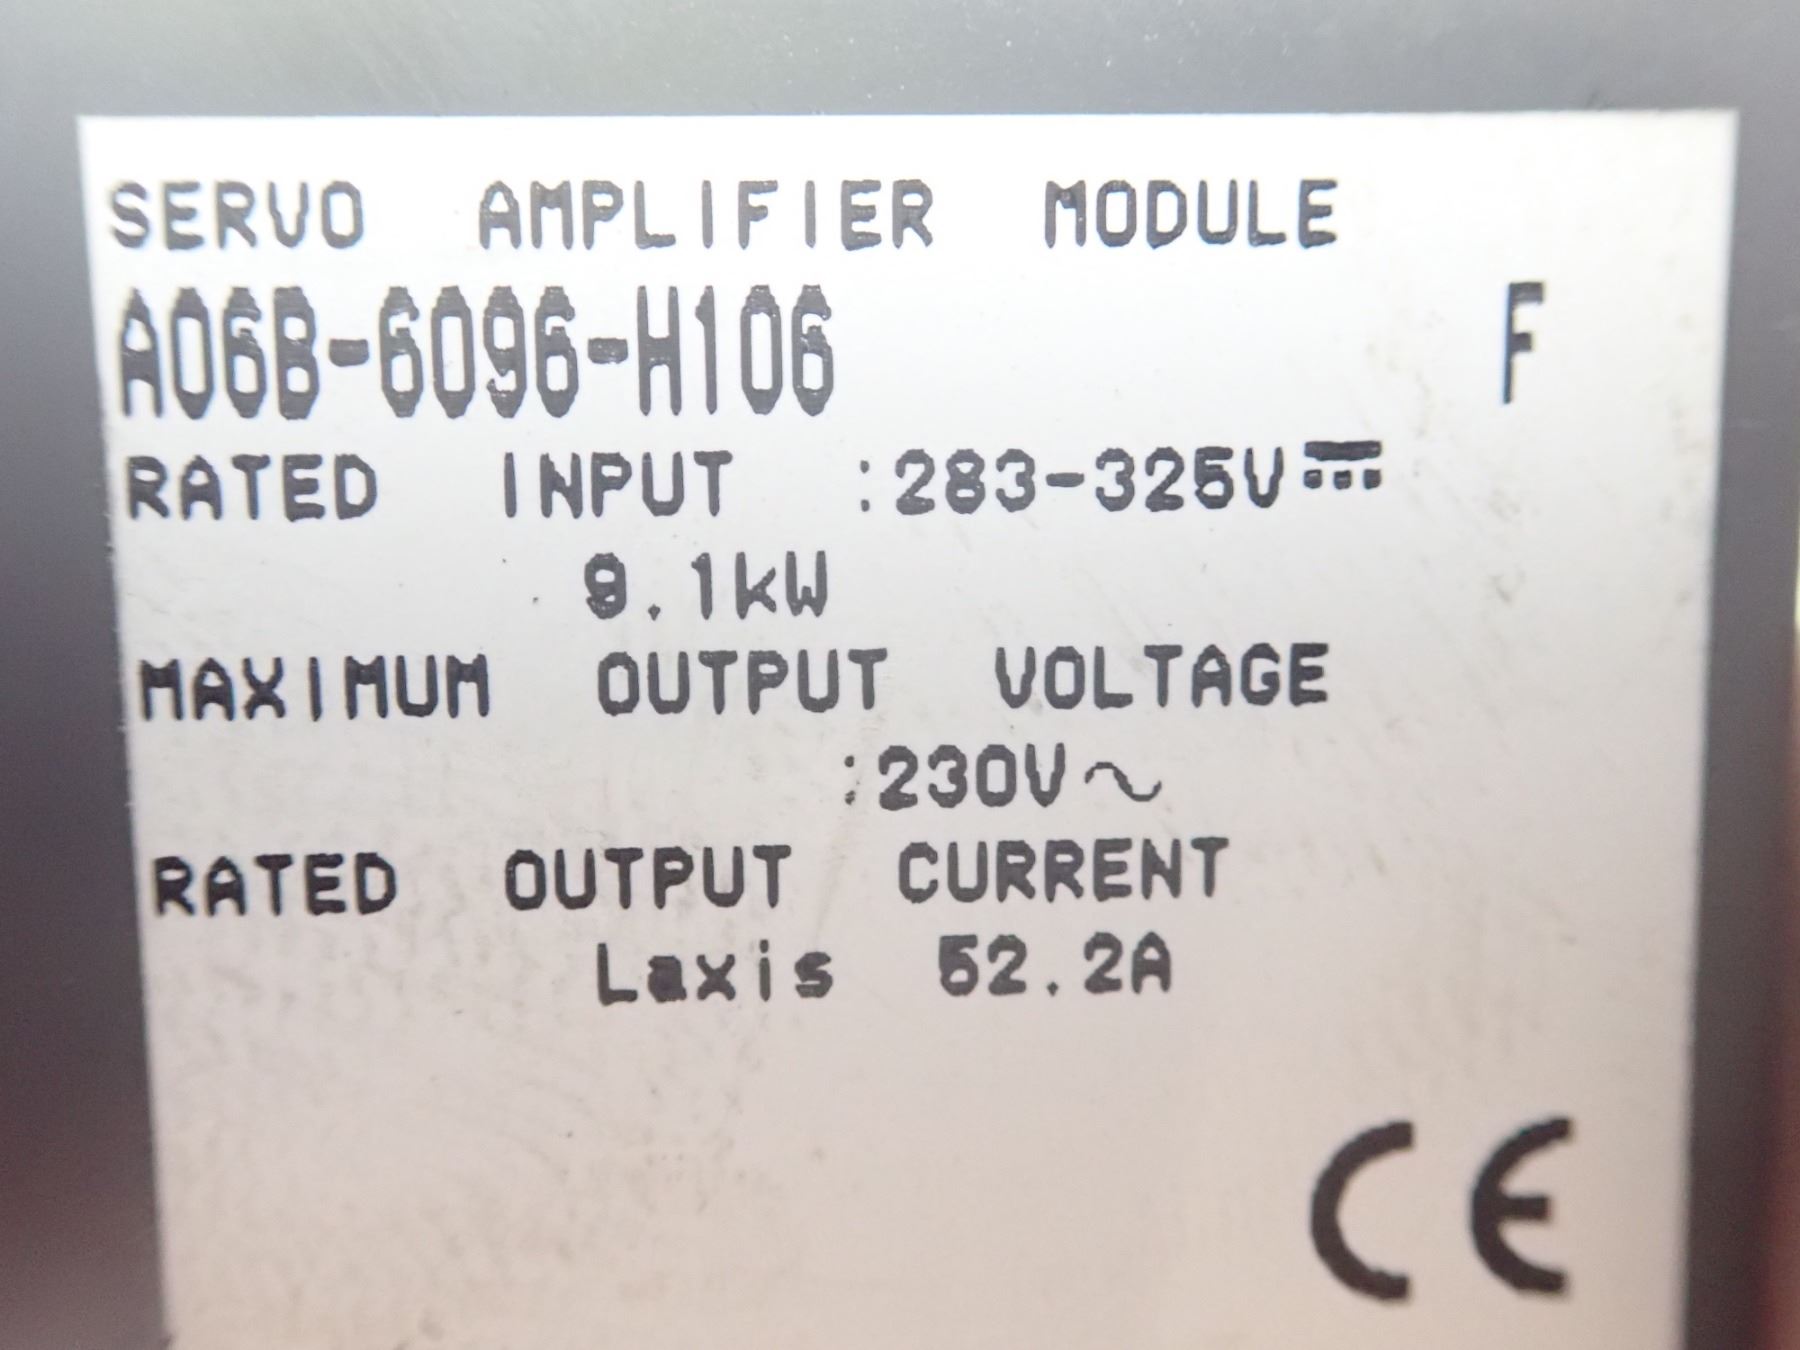 SERVO AMPLIFIER MODULE
A06B-6096-H106 F
RATED INPUT :283-325V⎓
9.1kW
MAXIMUM OUTPUT VOLTAGE
:230V～
RATED OUTPUT CURRENT
Laxis 52.2A
CE